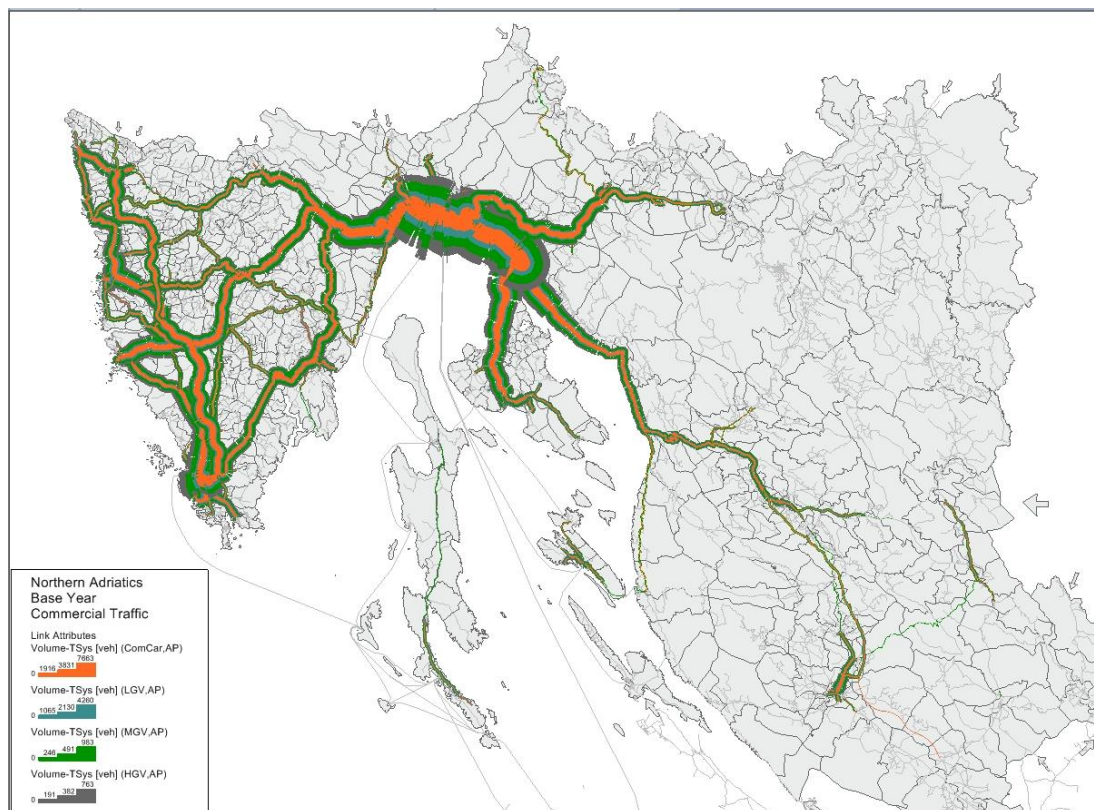 Northern Adriatics
Base Year
Commercial Traffic
Link Attributes
Volume-TSys [veh] (ComCar,AP)
0 1916 3831 7663
Volume-TSys [veh] (LGV,AP)
0 1065 2130 4260
Volume-TSys [veh] (MGV,AP)
0 246 491 983
Volume-TSys [veh] (HGV,AP)
0 191 382 763